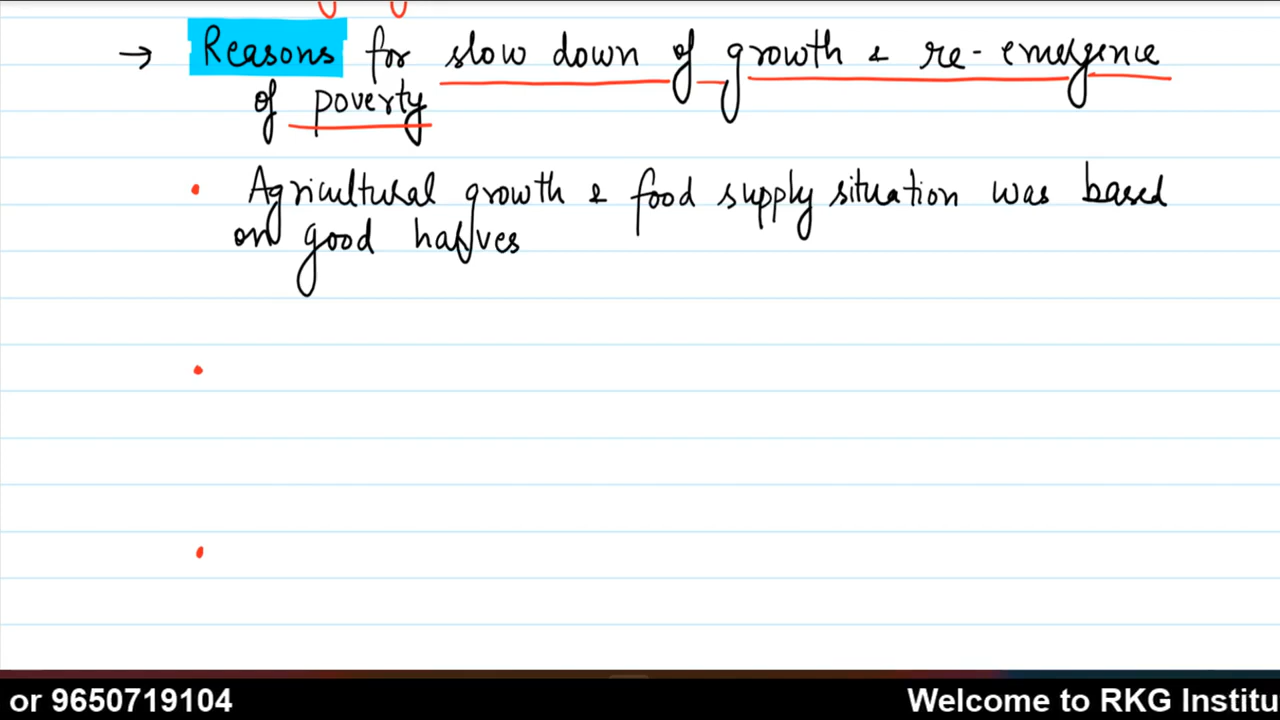 → Reasons for slow down of growth & re-emergence
of poverty
• Agricultural growth & food supply situation was based
on good harves
•
•
or 9650719104
Welcome to RKG Institu